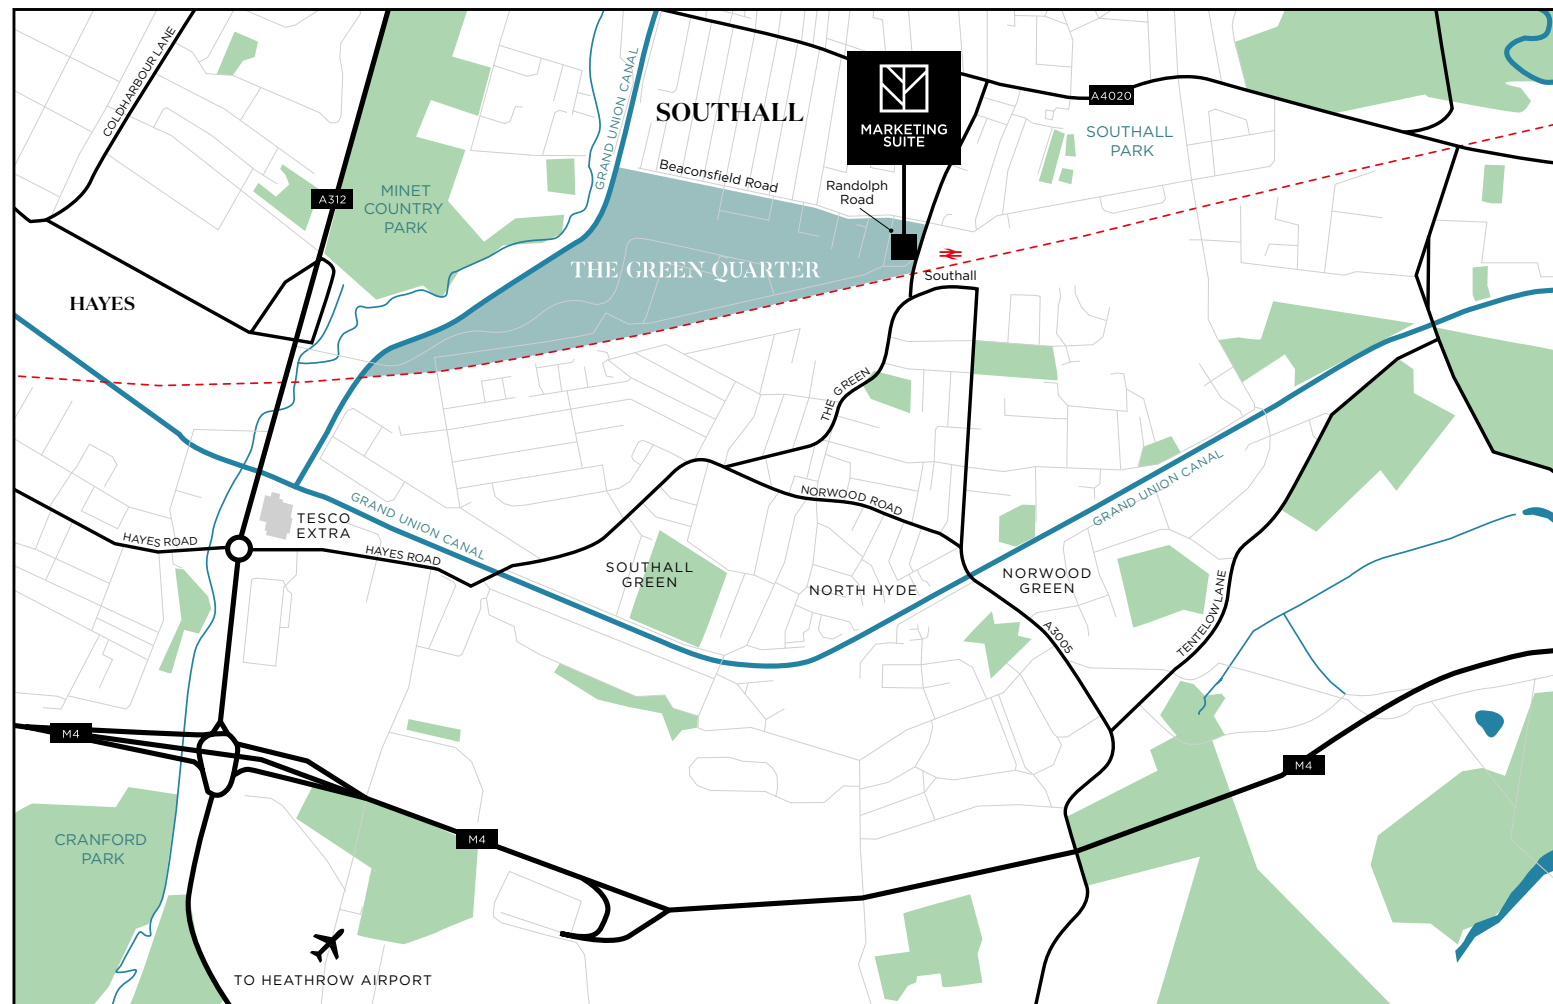 COLDHARBOUR LANE
GRAND UNION CANAL
SOUTHALL
MARKETING
SUITE
A4020
SOUTHALL
PARK
Beaconsfield Road
Randolph
Road
A312
MINET
COUNTRY
PARK
THE GREEN QUARTER
Southall
HAYES
THE GREEN
GRAND UNION CANAL
NORWOOD ROAD
GRAND UNION CANAL
TESCO
EXTRA
HAYES ROAD
HAYES ROAD
SOUTHALL
GREEN
NORTH HYDE
NORWOOD
GREEN
A3005
TENTELOW LANE
M4
M4
M4
CRANFORD
PARK
TO HEATHROW AIRPORT